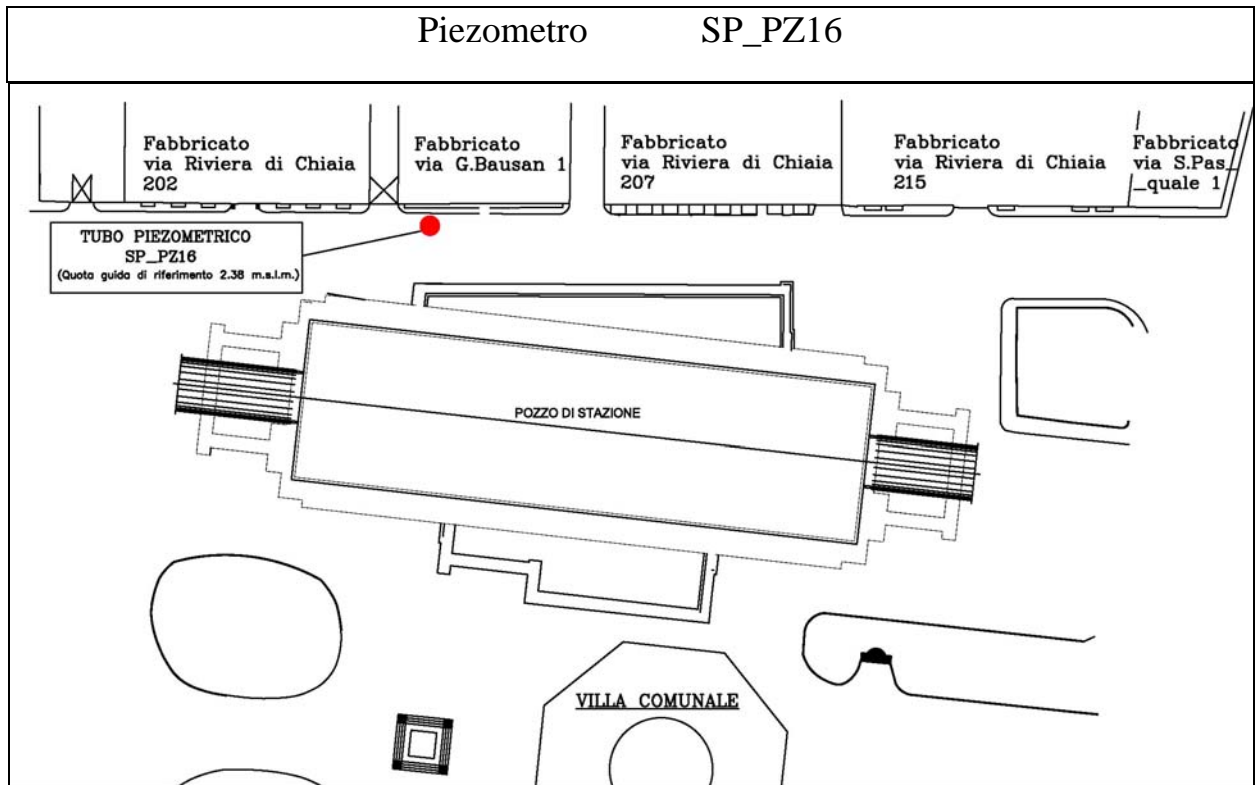 Piezometro SP_PZ16
Fabbricato
via Riviera di Chiaia
202
Fabbricato
via G.Bausan 1
Fabbricato
via Riviera di Chiaia
207
Fabbricato
via Riviera di Chiaia
215
Fabbricato
via S.Pas_
_quale 1
TUBO PIEZOMETRICO
SP_PZ16
(Quota guida di riferimento 2.38 m.s.l.m.)
POZZO DI STAZIONE
VILLA COMUNALE